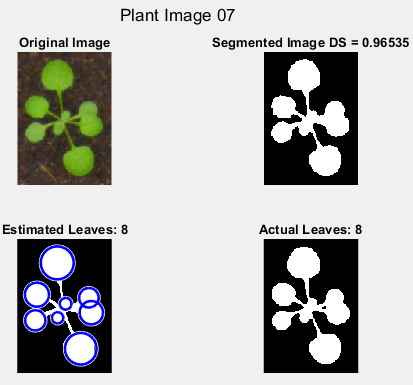 Plant Image 07
Original Image
Segmented Image DS = 0.96535
Estimated Leaves: 8
Actual Leaves: 8